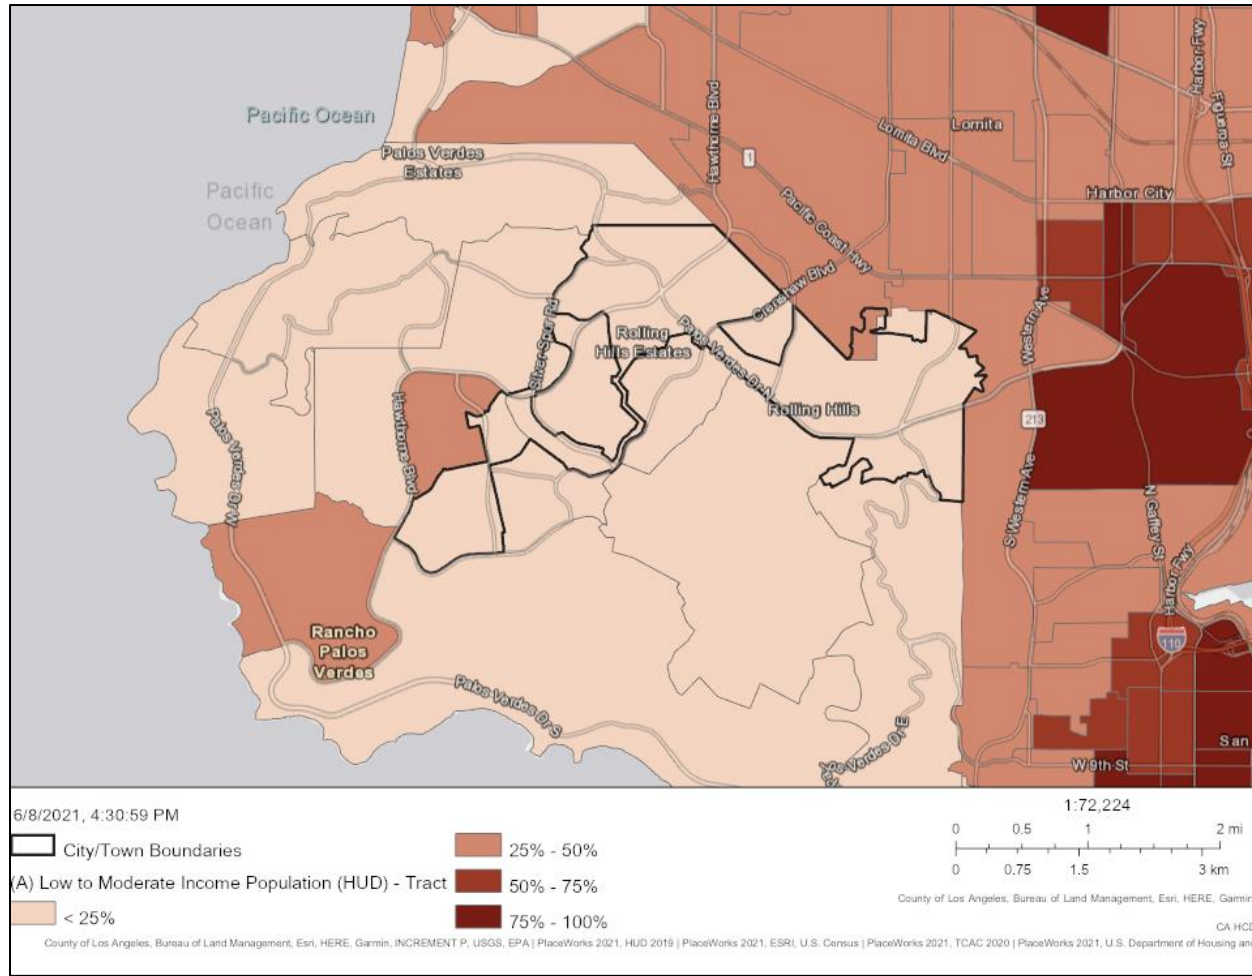 Pacific Ocean
Pacific
Ocean
Palos Verdes
Estates
Hawthorne Blvd
1
Lomita Blvd
Lomita
Harbor Fwy
Figueroa St
Harbor City
Pacific Coast Hwy
Crenshaw Blvd
Silver Spur Rd
Rolling
Hills Estates
Palos Verdes Dr N
Rolling Hills
Western Ave
213
Hawthorne Blvd
Palos Verdes Dr W
S Western Ave
N Gaffey St
Harbor Fwy
110
Rancho
Palos
Verdes
Palos Verdes Dr S
Verdes Dr E
San
W 9th St
6/8/2021, 4:30:59 PM
City/Town Boundaries
(A) Low to Moderate Income Population (HUD) - Tract
< 25%
25% - 50%
50% - 75%
75% - 100%
1:72,224
0 0.5 1 2 mi
0 0.75 1.5 3 km
County of Los Angeles, Bureau of Land Management, Esri, HERE, Garmin
CA HCD
County of Los Angeles, Bureau of Land Management, Esri, HERE, Garmin, INCREMENT P, USGS, EPA | PlaceWorks 2021, HUD 2019 | PlaceWorks 2021, ESRI, U.S. Census | PlaceWorks 2021, TCAC 2020 | PlaceWorks 2021, U.S. Department of Housing and